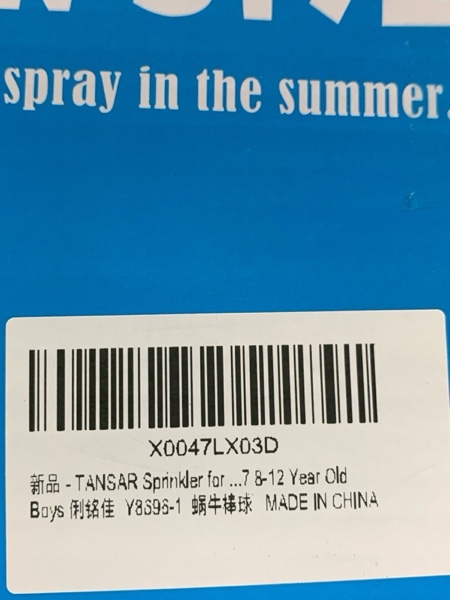 spray in the summer.
X0047LX03D
新品 - TANSAR Sprinkler for ...7 8-12 Year Old
Boys 俐铭佳 Y8696-1 蜗牛棒球 MADE IN CHINA